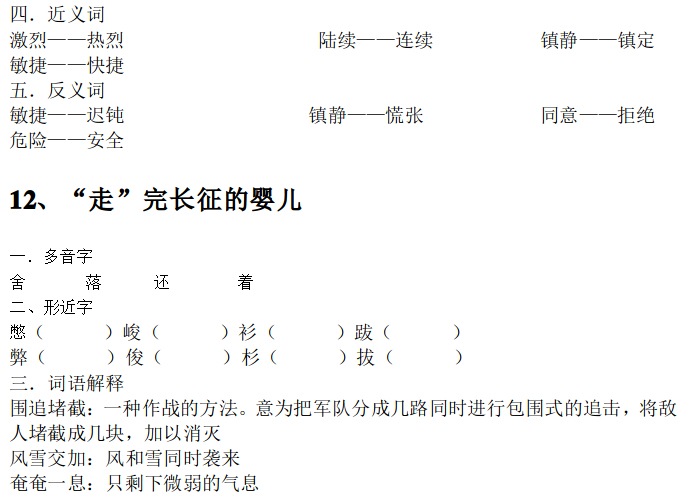 四．近义词
激烈——热烈 陆续——连续 镇静——镇定
敏捷——快捷
五．反义词
敏捷——迟钝 镇静——慌张 同意——拒绝
危险——安全
12、“走”完长征的婴儿
一．多音字
舍 落 还 着
二、形近字
憋（ ）峻（ ）衫（ ）跋（ ）
弊（ ）俊（ ）杉（ ）拔（ ）
三．词语解释
围追堵截：一种作战的方法。意为把军队分成几路同时进行包围式的追击，将敌
人堵截成几块，加以消灭
风雪交加：风和雪同时袭来
奄奄一息：只剩下微弱的气息